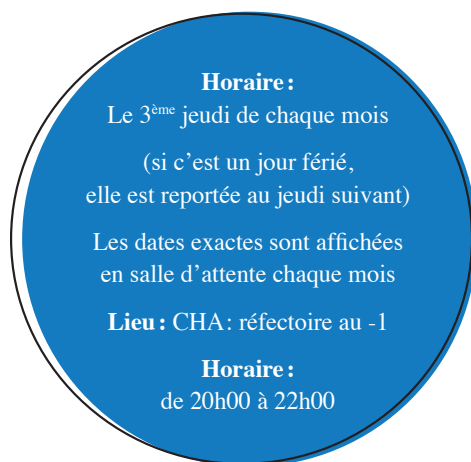 Horaire :
Le 3ème jeudi de chaque mois
(si c’est un jour férié,
elle est reportée au jeudi suivant)
Les dates exactes sont affichées
en salle d’attente chaque mois
Lieu : CHA: réfectoire au -1
Horaire :
de 20h00 à 22h00